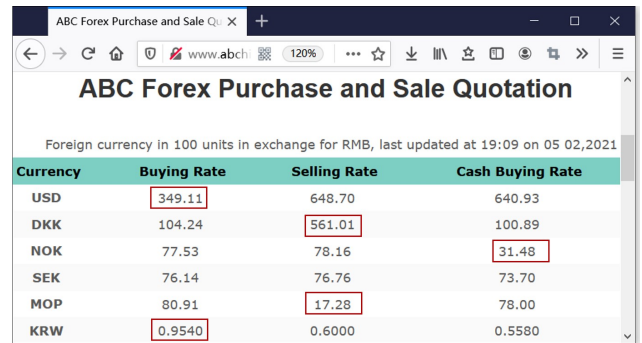 ABC Forex Purchase and Sale Qu
www.abch 120%
ABC Forex Purchase and Sale Quotation
Foreign currency in 100 units in exchange for RMB, last updated at 19:09 on 05 02,2021
Currency Buying Rate Selling Rate Cash Buying Rate
USD 349.11 648.70 640.93
DKK 104.24 561.01 100.89
NOK 77.53 78.16 31.48
SEK 76.14 76.76 73.70
MOP 80.91 17.28 78.00
KRW 0.9540 0.6000 0.5580